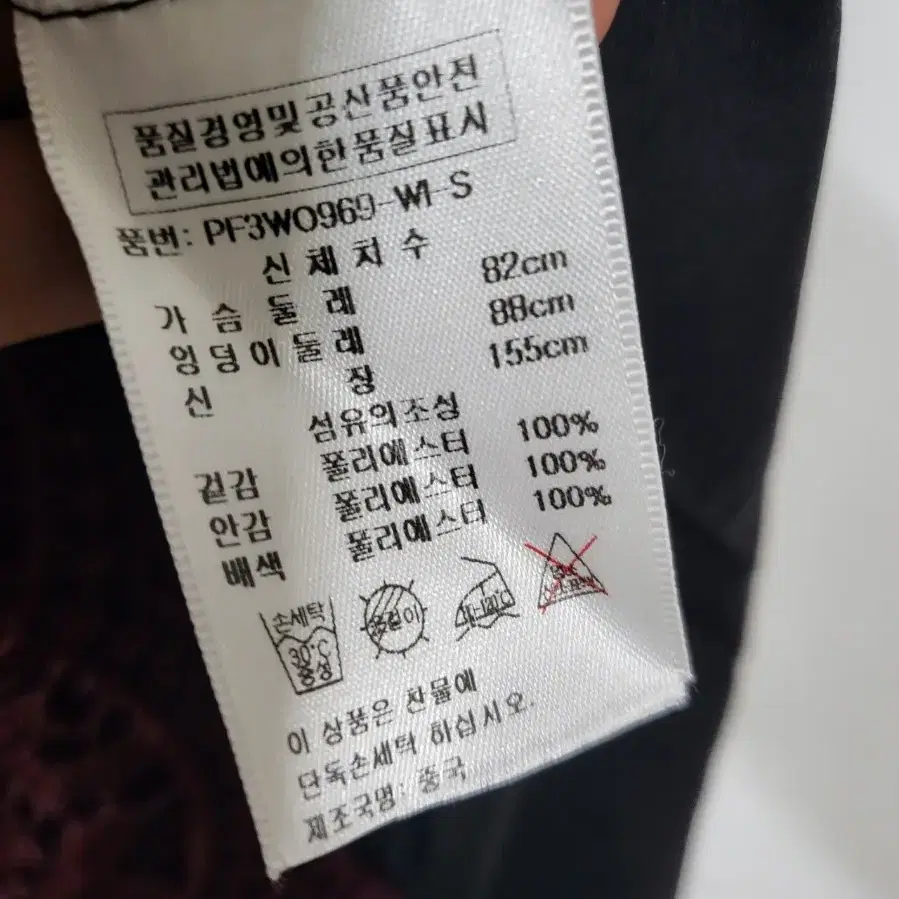 품질경영및공산품안전
관리법에의한품질표시
품번: PF3WO969-WI-S
신체치수
가슴둘레 82cm
엉덩이둘레 88cm
신장 155cm
섬유의조성
겉감 폴리에스터 100%
안감 폴리에스터 100%
배색 폴리에스터 100%
손세탁
30°C
중성
옷걸이
이 상품은 찬물에
단독손세탁 하십시오.
제조국명: 중국